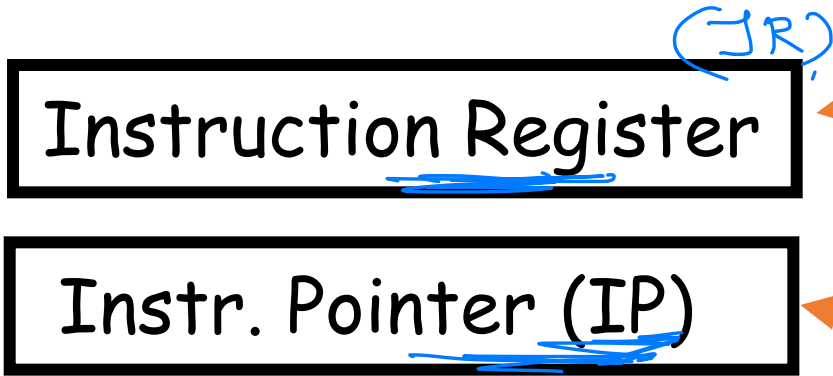 (IR)
Instruction Register
Instr. Pointer (IP)